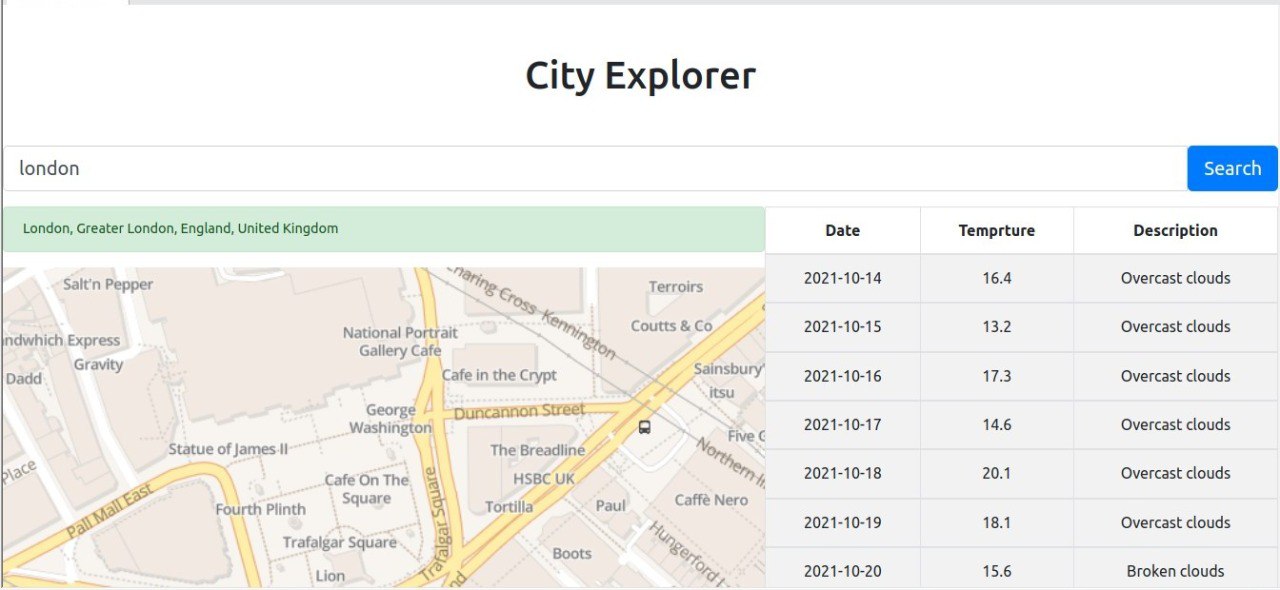 City Explorer
london
Search
London, Greater London, England, United Kingdom
Salt'n Pepper
Charing Cross
Kennington
Terroirs
National Portrait
Gallery Cafe
Coutts & Co
Express
Gravity
Dadd
Cafe in the Crypt
Sainsbury'
itsu
George
Washington
Duncannon Street
Statue of James II
The Breadline
Five
Northern
Place
Cafe On The
Square
HSBC UK
Pall Mall East
Fourth Plinth
Tortilla
Paul
Caffè Nero
Trafalgar Square
Trafalgar Square
Boots
Hungerford
Lion
Date Temprture Description
2021-10-14 16.4 Overcast clouds
2021-10-15 13.2 Overcast clouds
2021-10-16 17.3 Overcast clouds
2021-10-17 14.6 Overcast clouds
2021-10-18 20.1 Overcast clouds
2021-10-19 18.1 Overcast clouds
2021-10-20 15.6 Broken clouds